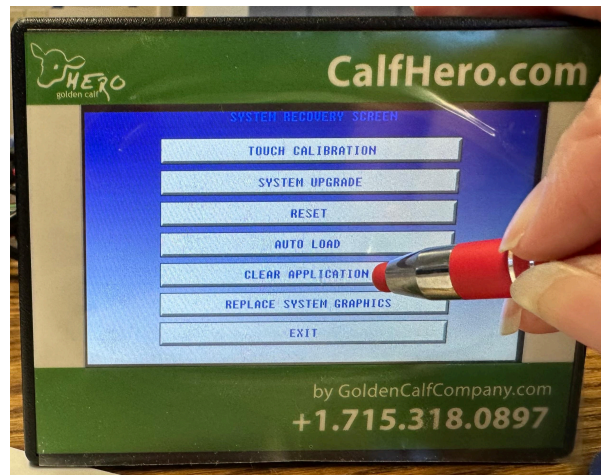 HERO
golden calf
CalfHero.com
SYSTEM RECOVERY SCREEN
TOUCH CALIBRATION
SYSTEM UPGRADE
RESET
AUTO LOAD
CLEAR APPLICATION
REPLACE SYSTEM GRAPHICS
EXIT
by GoldenCalfCompany.com
+1.715.318.0897